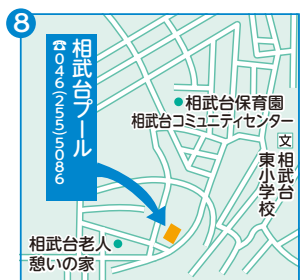 8
相武台プール
☎046(255)5086
相武台保育園
相武台コミュニティセンター
文 相武台
東小学校
相武台老人
憩いの家